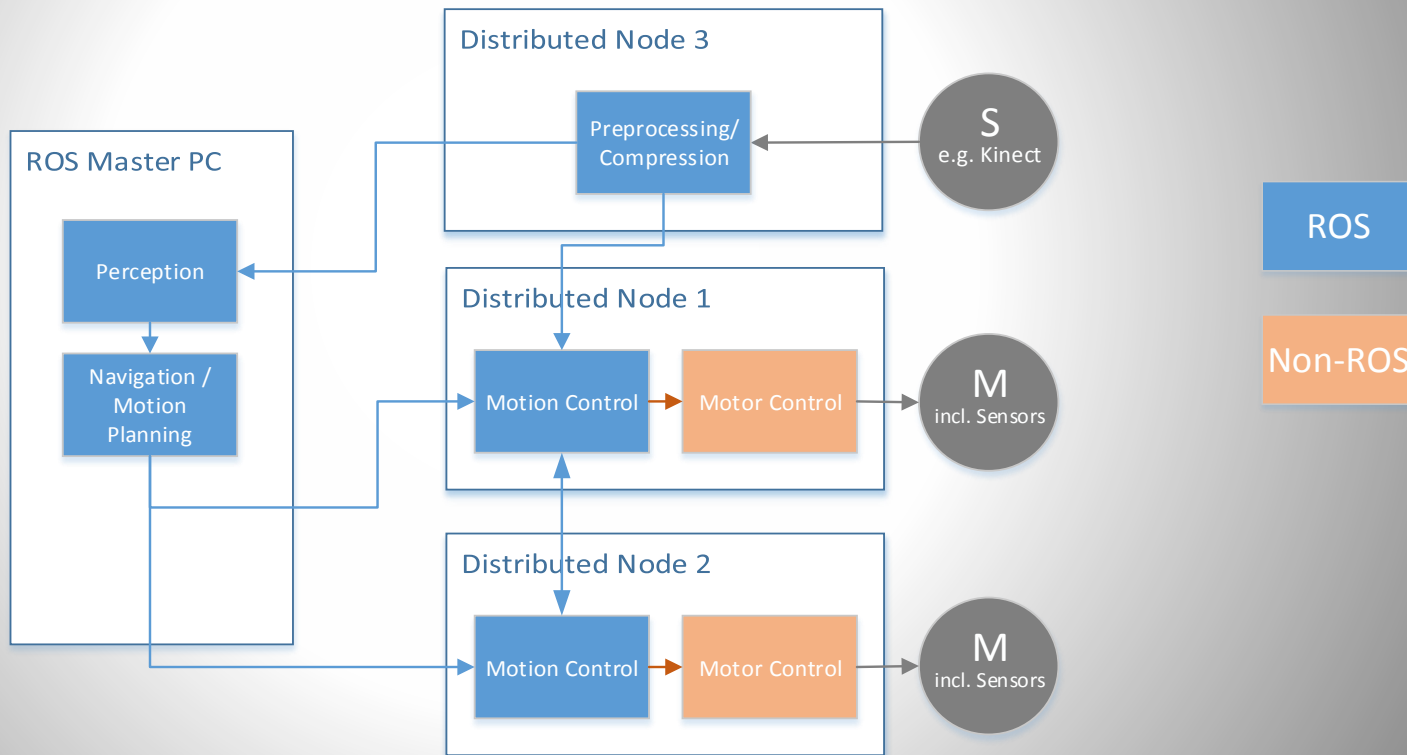 Distributed Node 3
Preprocessing/
Compression
S
e.g. Kinect
ROS Master PC
Perception
Navigation /
Motion
Planning
Distributed Node 1
Motion Control
Motor Control
M
incl. Sensors
Distributed Node 2
Motion Control
Motor Control
M
incl. Sensors
ROS
Non-ROS